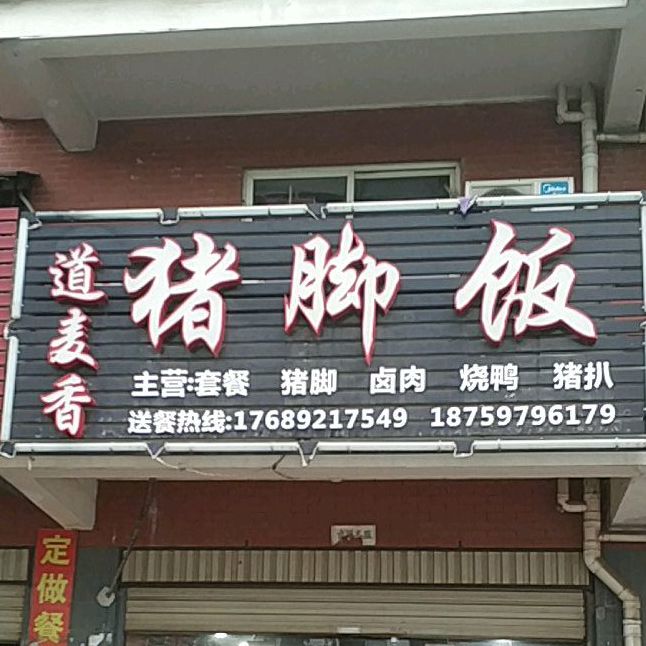 道麦香
猪脚饭
主营:套餐 猪脚 卤肉 烧鸭 猪扒
送餐热线:17689217549 18759796179
定做餐
Midea